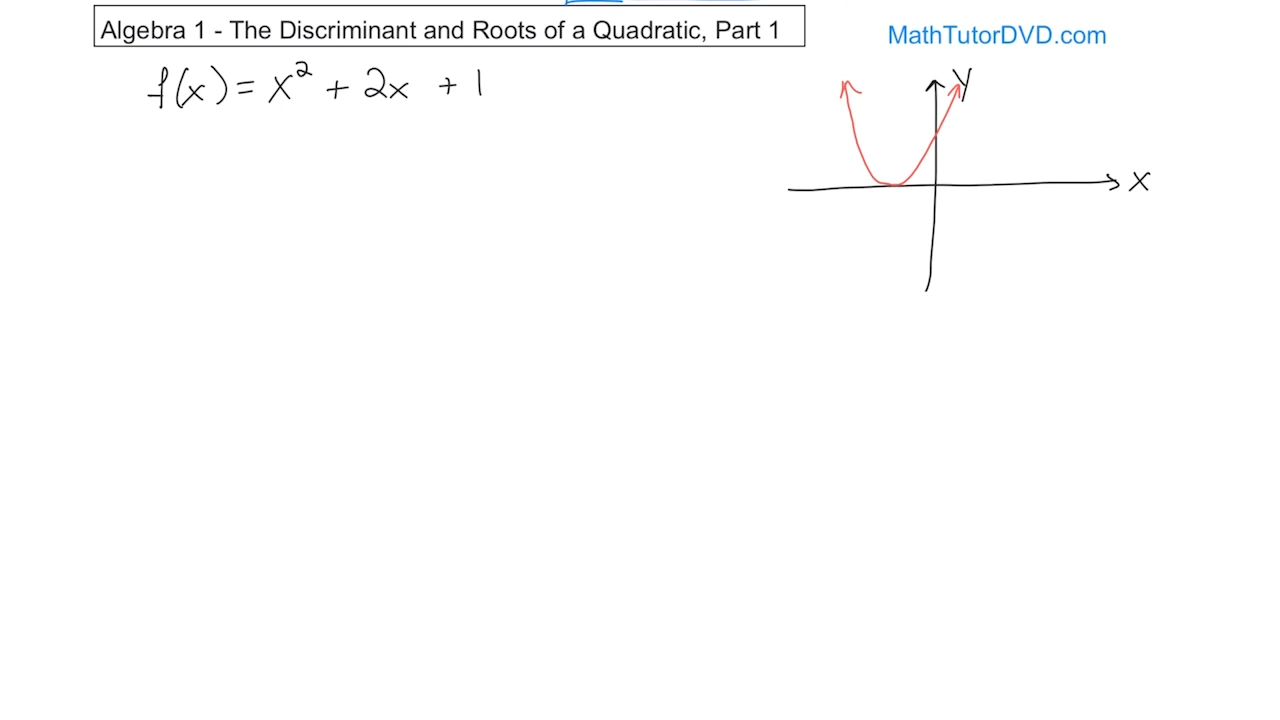 Algebra 1 - The Discriminant and Roots of a Quadratic, Part 1
MathTutorDVD.com
f(x) = x² + 2x + 1
y
x